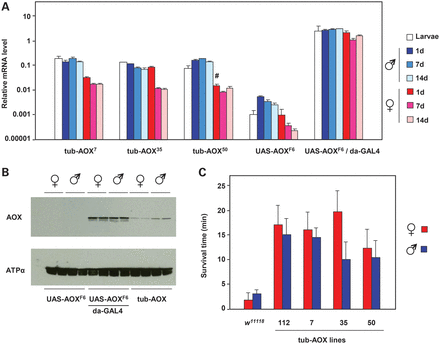 A
Relative mRNA level
10
1
0.1
0.01
0.001
0.00001
#
tub-AOX7
tub-AOX35
tub-AOX50
UAS-AOXF6
UAS-AOXF6 / da-GAL4
Larvae
♂
1d
7d
14d
♀
1d
7d
14d
B
♀ ♂ ♀ ♂ ♀ ♂
AOX
ATPα
UAS-AOXF6
UAS-AOXF6
da-GAL4
tub-AOX
C
Survival time (min)
25
20
15
10
5
0
w1118
112
7
35
50
tub-AOX lines
♀
♂